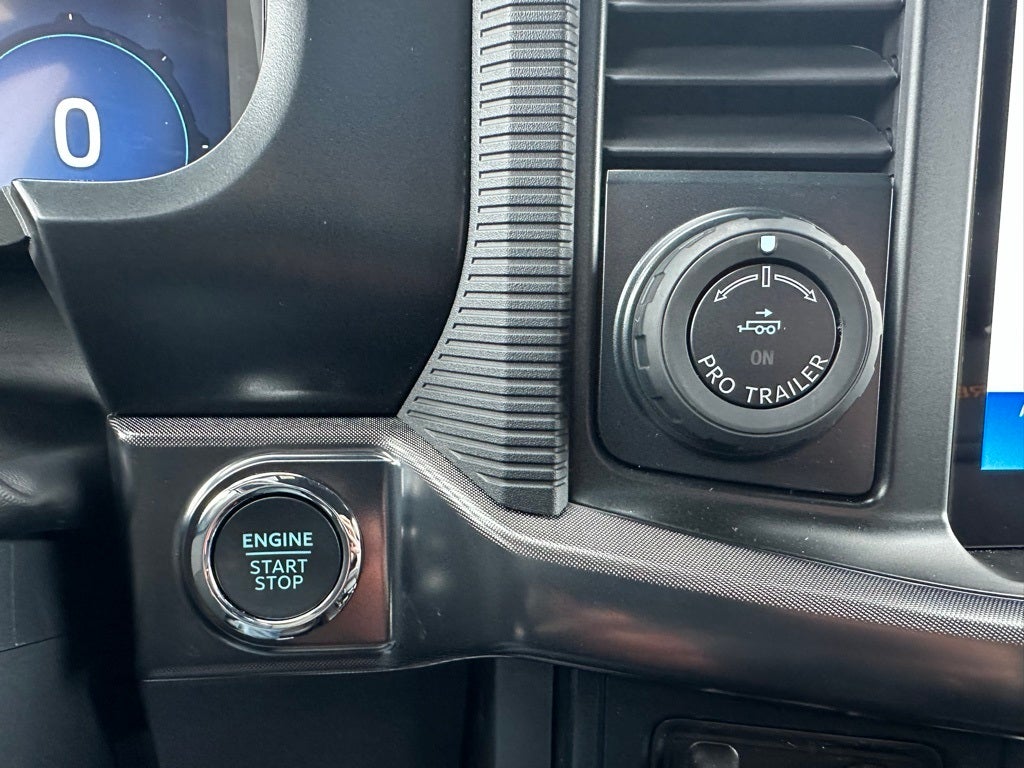 0
ON
PRO TRAILER
ENGINE
START
STOP